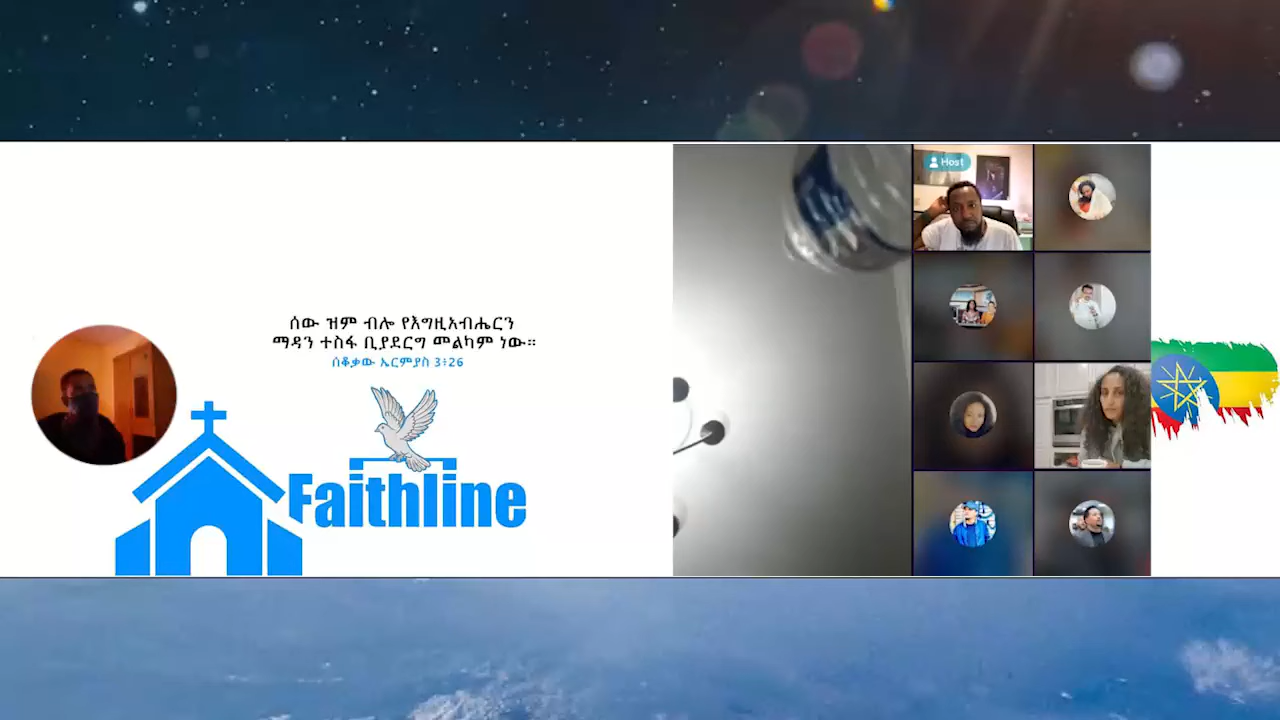 ሰው ዝም ብሎ የእግዚአብሔርን
ማዳን ተስፋ ቢያደርግ መልካም ነው።
ሰቆቃው ኤርምያስ 3፥26
Faithline
Host